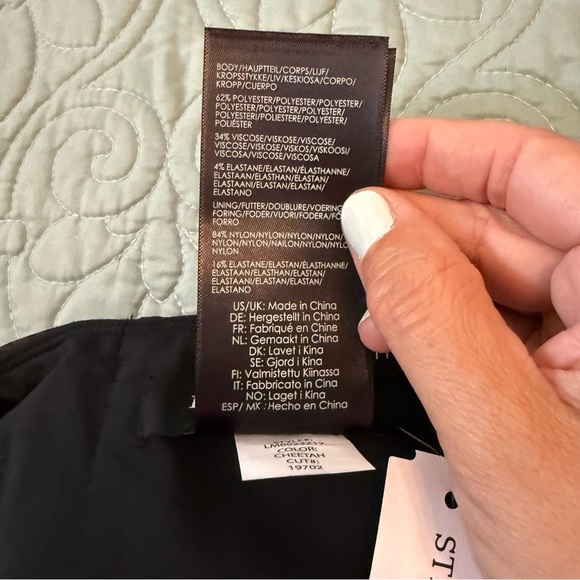 BODY/HAUPTTEIL/CORPS/LIJF/
KROPSSTYKKE/LIV/KESKIOSA/CORPO/
KROPP/CUERPO
62% POLYESTER/POLYESTER/POLYESTER/
POLYESTER/POLYESTER/POLYESTER/
POLYESTERI/POLIESTERE/POLYESTER/
POLIÉSTER
34% VISCOSE/VISKOSE/VISCOSE/
VISCOSE/VISKOSE/VISKOS/VISKOOSI/
VISCOSA/VISCOSE/VISCOSA
4% ELASTANE/ELASTAN/ÉLASTHANNE/
ELASTAAN/ELASTHAN/ELASTAN/
ELASTAANI/ELASTAN/ELASTAN/
ELASTANO
LINING/FUTTER/DOUBLURE/VOERING
FORING/FODER/VUORI/FODERA/
FORRO
84% NYLON/NYLON/NYLON/NYLON/
NYLON/NYLON/NAILON/NYLON/
NYLON
16% ELASTANE/ELASTAN/ÉLASTHANNE/
ELASTAAN/ELASTHAN/ELASTAN/
ELASTAANI/ELASTAN/ELASTAN/
ELASTANO
US/UK: Made in China
DE: Hergestellt in China
FR: Fabriqué en Chine
NL: Gemaakt in China
DK: Lavet i Kina
SE: Gjord i Kina
FI: Valmistettu Kiinassa
IT: Fabbricato in Cina
NO: Laget i Kina
ESP/ MK : Hecho en China
STYLE#:
COLOR:
CHEETAH
CUT#:
19702